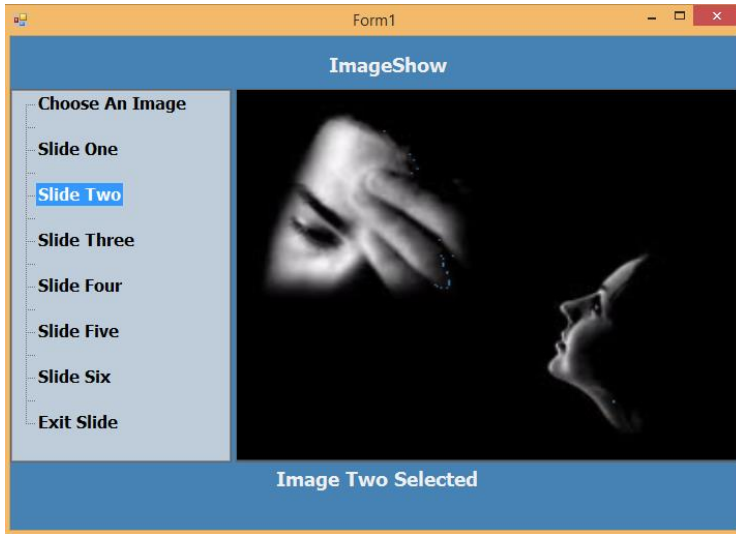 Form1
ImageShow
Choose An Image
Slide One
Slide Two
Slide Three
Slide Four
Slide Five
Slide Six
Exit Slide
Image Two Selected